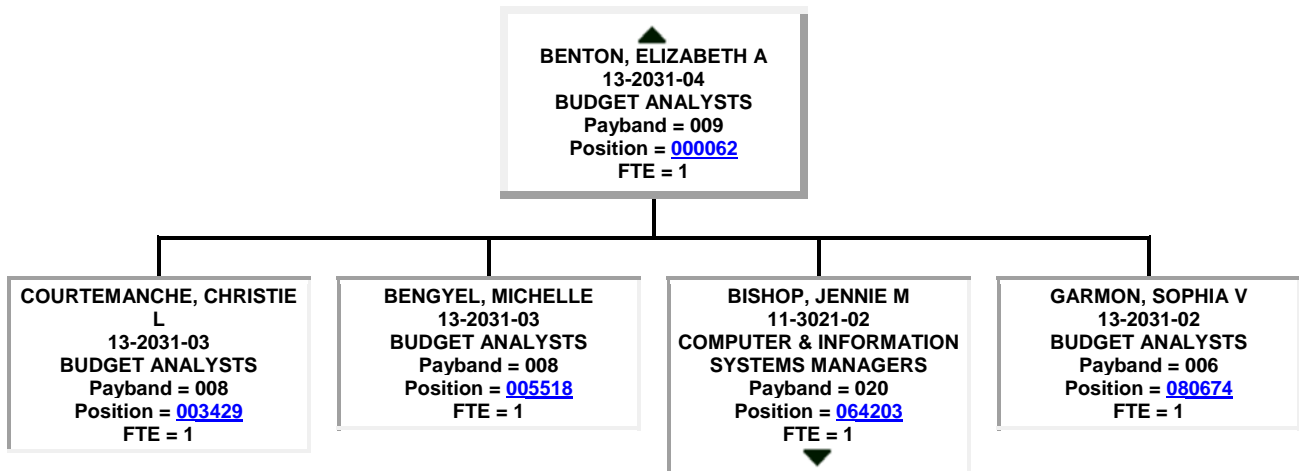 BENTON, ELIZABETH A
13-2031-04
BUDGET ANALYSTS
Payband = 009
Position = 000062
FTE = 1
COURTEMANCHE, CHRISTIE
L
13-2031-03
BUDGET ANALYSTS
Payband = 008
Position = 003429
FTE = 1
BENGYEL, MICHELLE
13-2031-03
BUDGET ANALYSTS
Payband = 008
Position = 005518
FTE = 1
BISHOP, JENNIE M
11-3021-02
COMPUTER & INFORMATION
SYSTEMS MANAGERS
Payband = 020
Position = 064203
FTE = 1
GARMON, SOPHIA V
13-2031-02
BUDGET ANALYSTS
Payband = 006
Position = 080674
FTE = 1